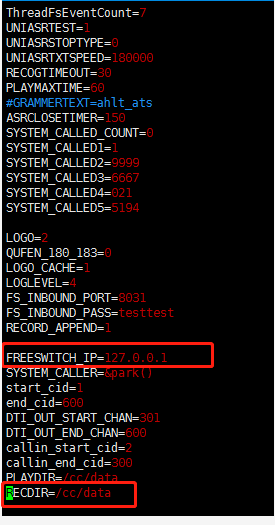 ThreadFsEventCount=7
UNIASRTEST=1
UNIASRSTOPTYPE=0
UNIASRTXTSPEED=180000
RECOGTIMEOUT=30
PLAYMAXTIME=60
#GRAMMERTEXT=ahlt_ats
ASRCLOSETIMER=150
SYSTEM_CALLED_COUNT=0
SYSTEM_CALLED1=1
SYSTEM_CALLED2=9999
SYSTEM_CALLED3=6667
SYSTEM_CALLED4=021
SYSTEM_CALLED5=5194
LOGO=2
QUFEN_180_183=0
LOGO_CACHE=1
LOGLEVEL=4
FS_INBOUND_PORT=8031
FS_INBOUND_PASS=testtest
RECORD_APPEND=1
FREESWITCH_IP=127.0.0.1
SYSTEM_CALLER=&park()
start_cid=1
end_cid=600
DTI_OUT_START_CHAN=301
DTI_OUT_END_CHAN=600
callin_start_cid=2
callin_end_cid=300
PLAYDIR=/cc/data
RECDIR=/cc/data